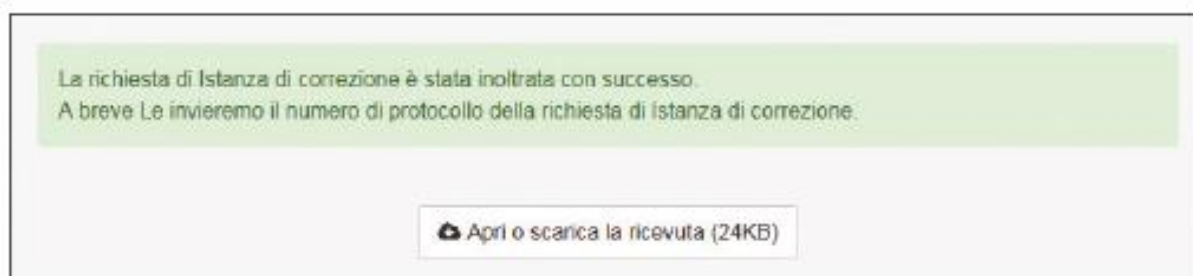 La richiesta di Istanza di correzione è stata inoltrata con successo.
A breve Le invieremo il numero di protocollo della richiesta di Istanza di correzione.
Apri o scarica la ricevuta (24KB)